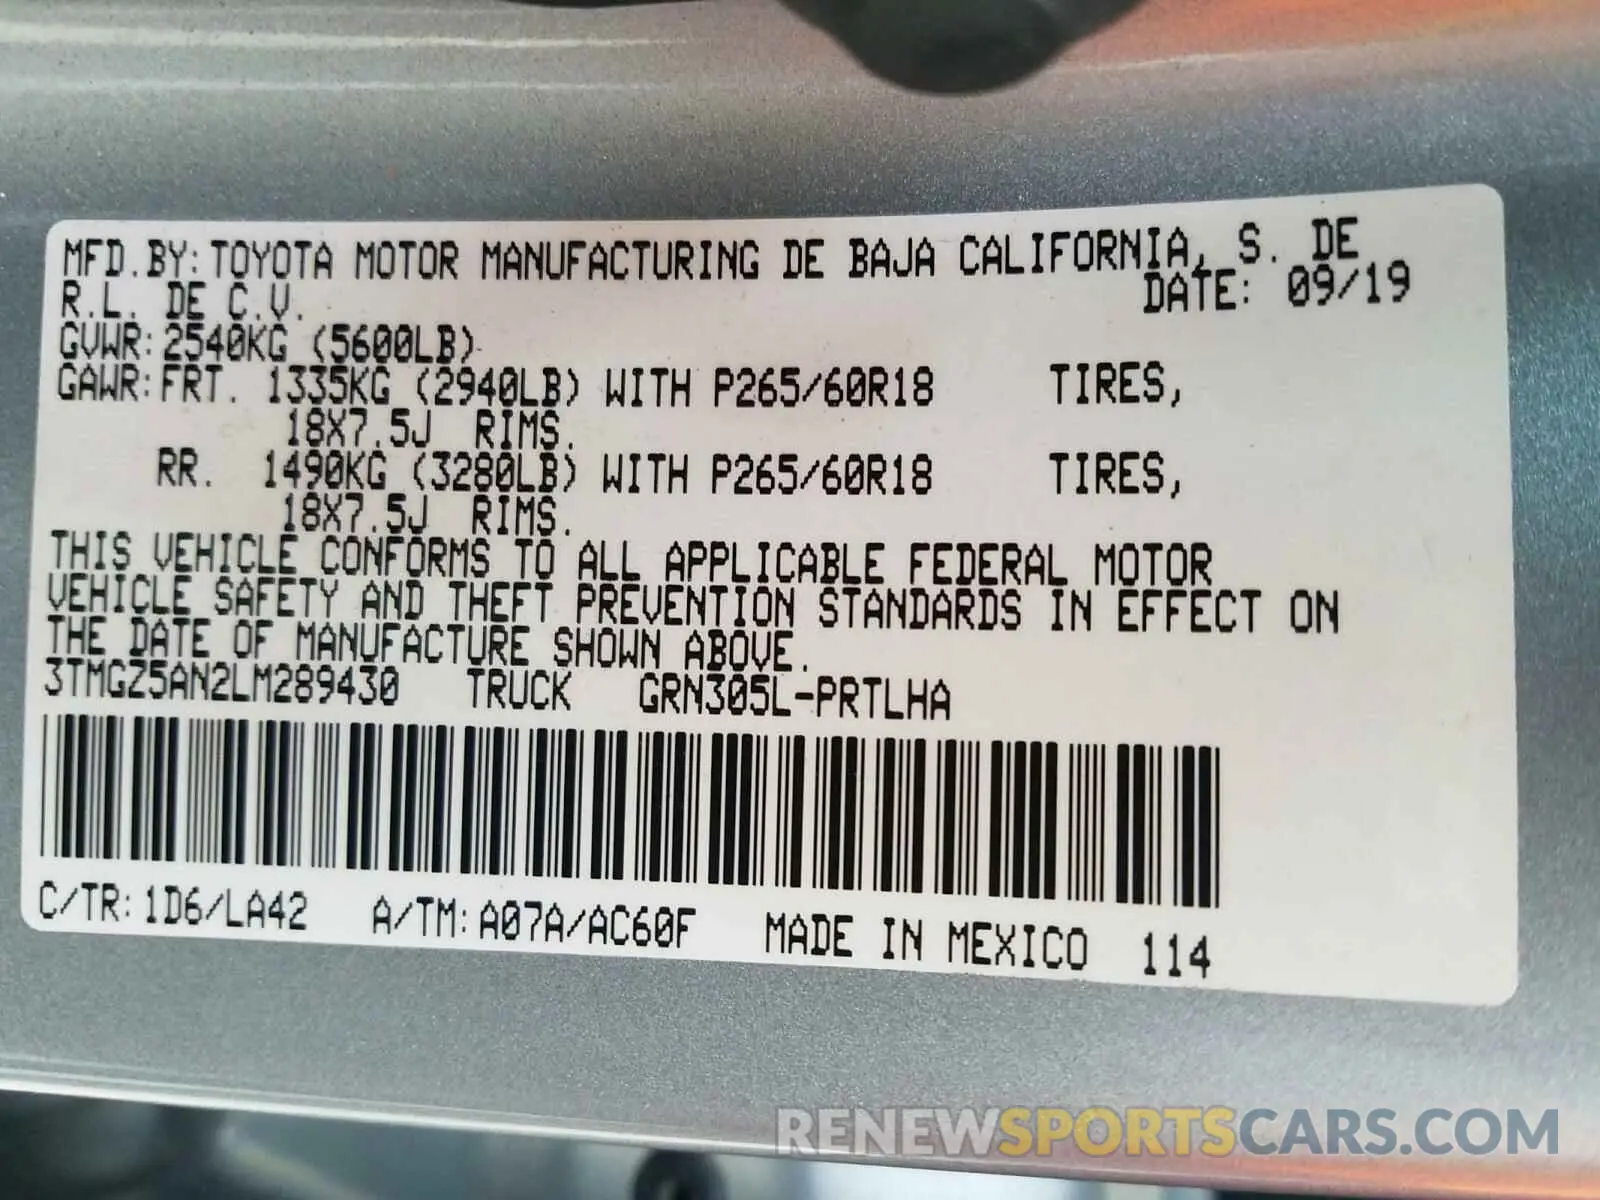 MFD.BY: TOYOTA MOTOR MANUFACTURING DE BAJA CALIFORNIA, S. DE
R.L. DE C.V. DATE: 09/19
GVWR: 2540KG (5600LB)
GAWR: FRT. 1335KG (2940LB) WITH P265/60R18 TIRES,
18X7.5J RIMS.
RR. 1490KG (3280LB) WITH P265/60R18 TIRES,
18X7.5J RIMS.
THIS VEHICLE CONFORMS TO ALL APPLICABLE FEDERAL MOTOR
VEHICLE SAFETY AND THEFT PREVENTION STANDARDS IN EFFECT ON
THE DATE OF MANUFACTURE SHOWN ABOVE.
3TMGZ5AN2LM289430 TRUCK GRN305L-PRTLHA
C/TR: 1D6/LA42 A/TM: A07A/AC60F MADE IN MEXICO 114
RENEWSPORTSCARS.COM